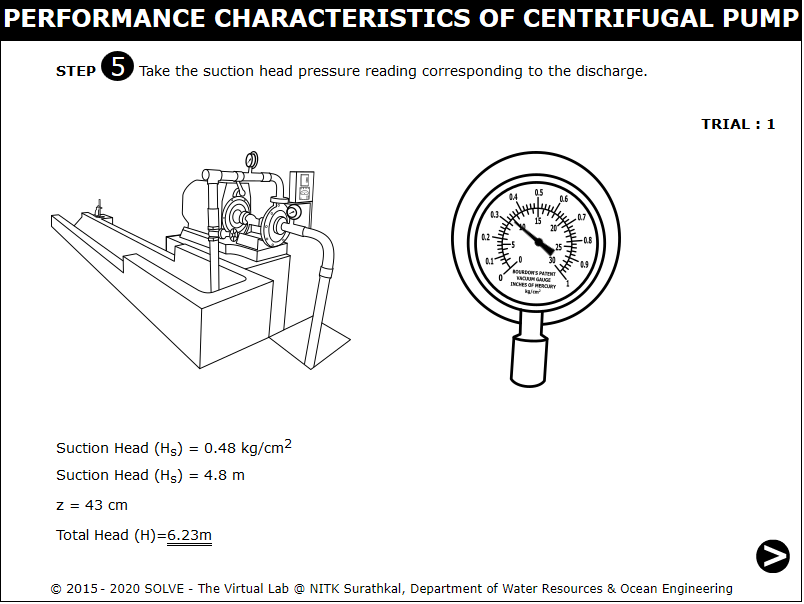 PERFORMANCE CHARACTERISTICS OF CENTRIFUGAL PUMP
STEP 5 Take the suction head pressure reading corresponding to the discharge.
TRIAL : 1
0 0.1 0.2 0.3 0.4 0.5 0.6 0.7 0.8 0.9 1
0 5 10 15 20 25 30
BOURDON'S PATENT
VACUUM GAUGE
INCHES OF MERCURY
kg/cm²
Suction Head (Hₛ) = 0.48 kg/cm²
Suction Head (Hₛ) = 4.8 m
z = 43 cm
Total Head (H)=6.23m
>
© 2015 - 2020 SOLVE - The Virtual Lab @ NITK Surathkal, Department of Water Resources & Ocean Engineering